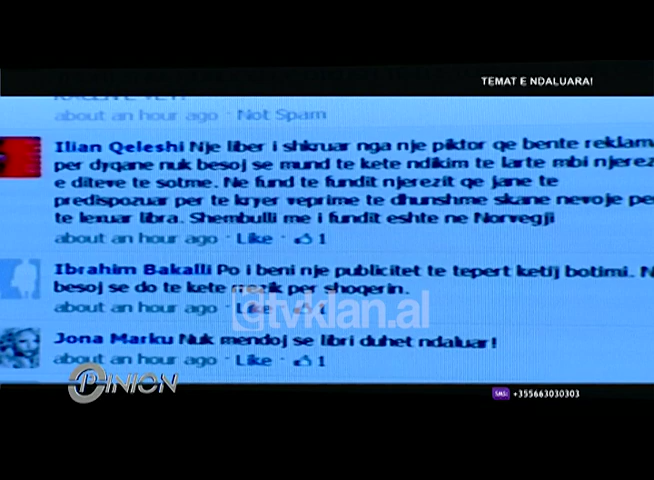 TEMAT E NDALUARA!
about an hour ago · Not Spam
Ilian Qeleshi Nje liber i shkruar nga nje piktor qe bente reklam
per dyqane nuk besoj se mund te kete ndikim te larte mbi njerez
e diteve te sotme. Ne fund te fundit njerezit qe jane te
predispozuar per te kryer veprime te dhunshme skane nevoje pe
te lexuar libra. Shembulli me i fundit eshte ne Norvegji
about an hour ago · Like · 1
Ibrahim Bakalli Po i beni nje publicitet te tepert ketij botimi. N
besoj se do te kete rrezik per shoqerin.
about an hour ago · Like · 1
tvklan.al
Jona Marku Nuk mendoj se libri duhet ndaluar!
about an hour ago · Like · 1
OPINION
SMS: +355663030303